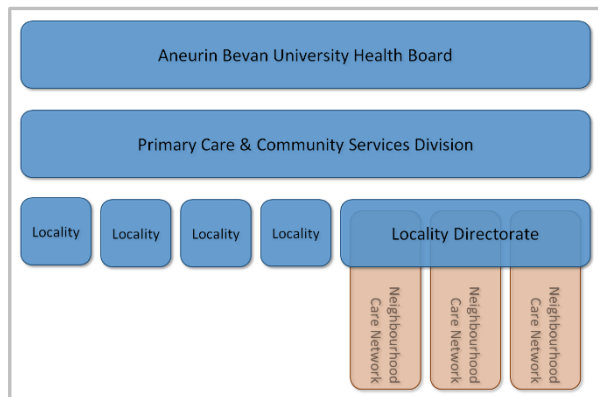 Aneurin Bevan University Health Board
Primary Care & Community Services Division
Locality
Locality
Locality
Locality
Locality Directorate
Neighbourhood
Care Network
Neighbourhood
Care Network
Neighbourhood
Care Network